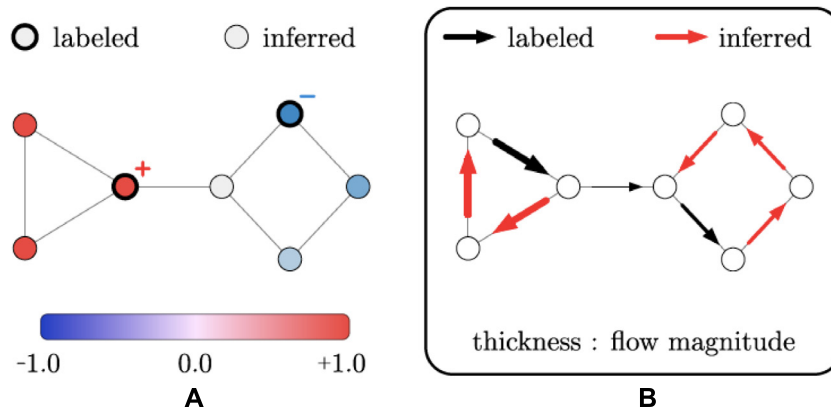 labeled
inferred
+
−
-1.0
0.0
+1.0
A
labeled
inferred
thickness : flow magnitude
B